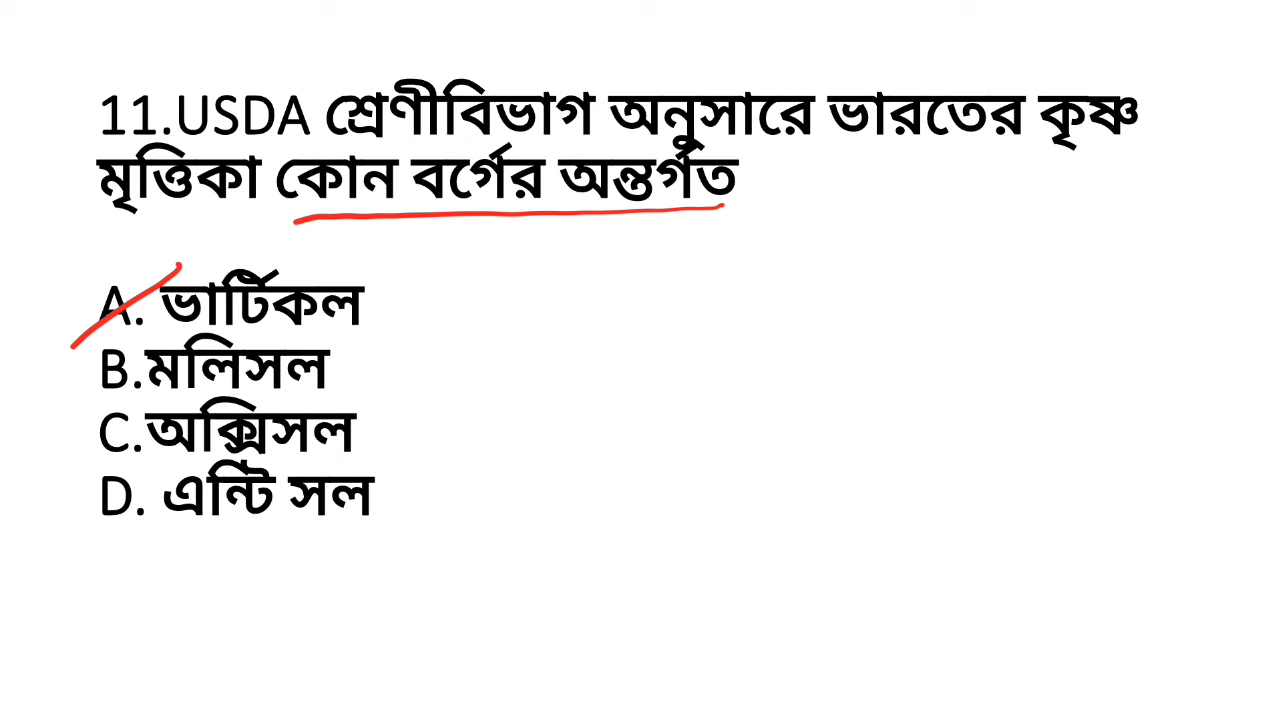 11.USDA শ্রেণীবিভাগ অনুসারে ভারতের কৃষ্ণ
মৃত্তিকা কোন বর্গের অন্তর্গত
A. ভার্টিকল
B.মলিসল
C.অক্সিসল
D. এন্টি সল